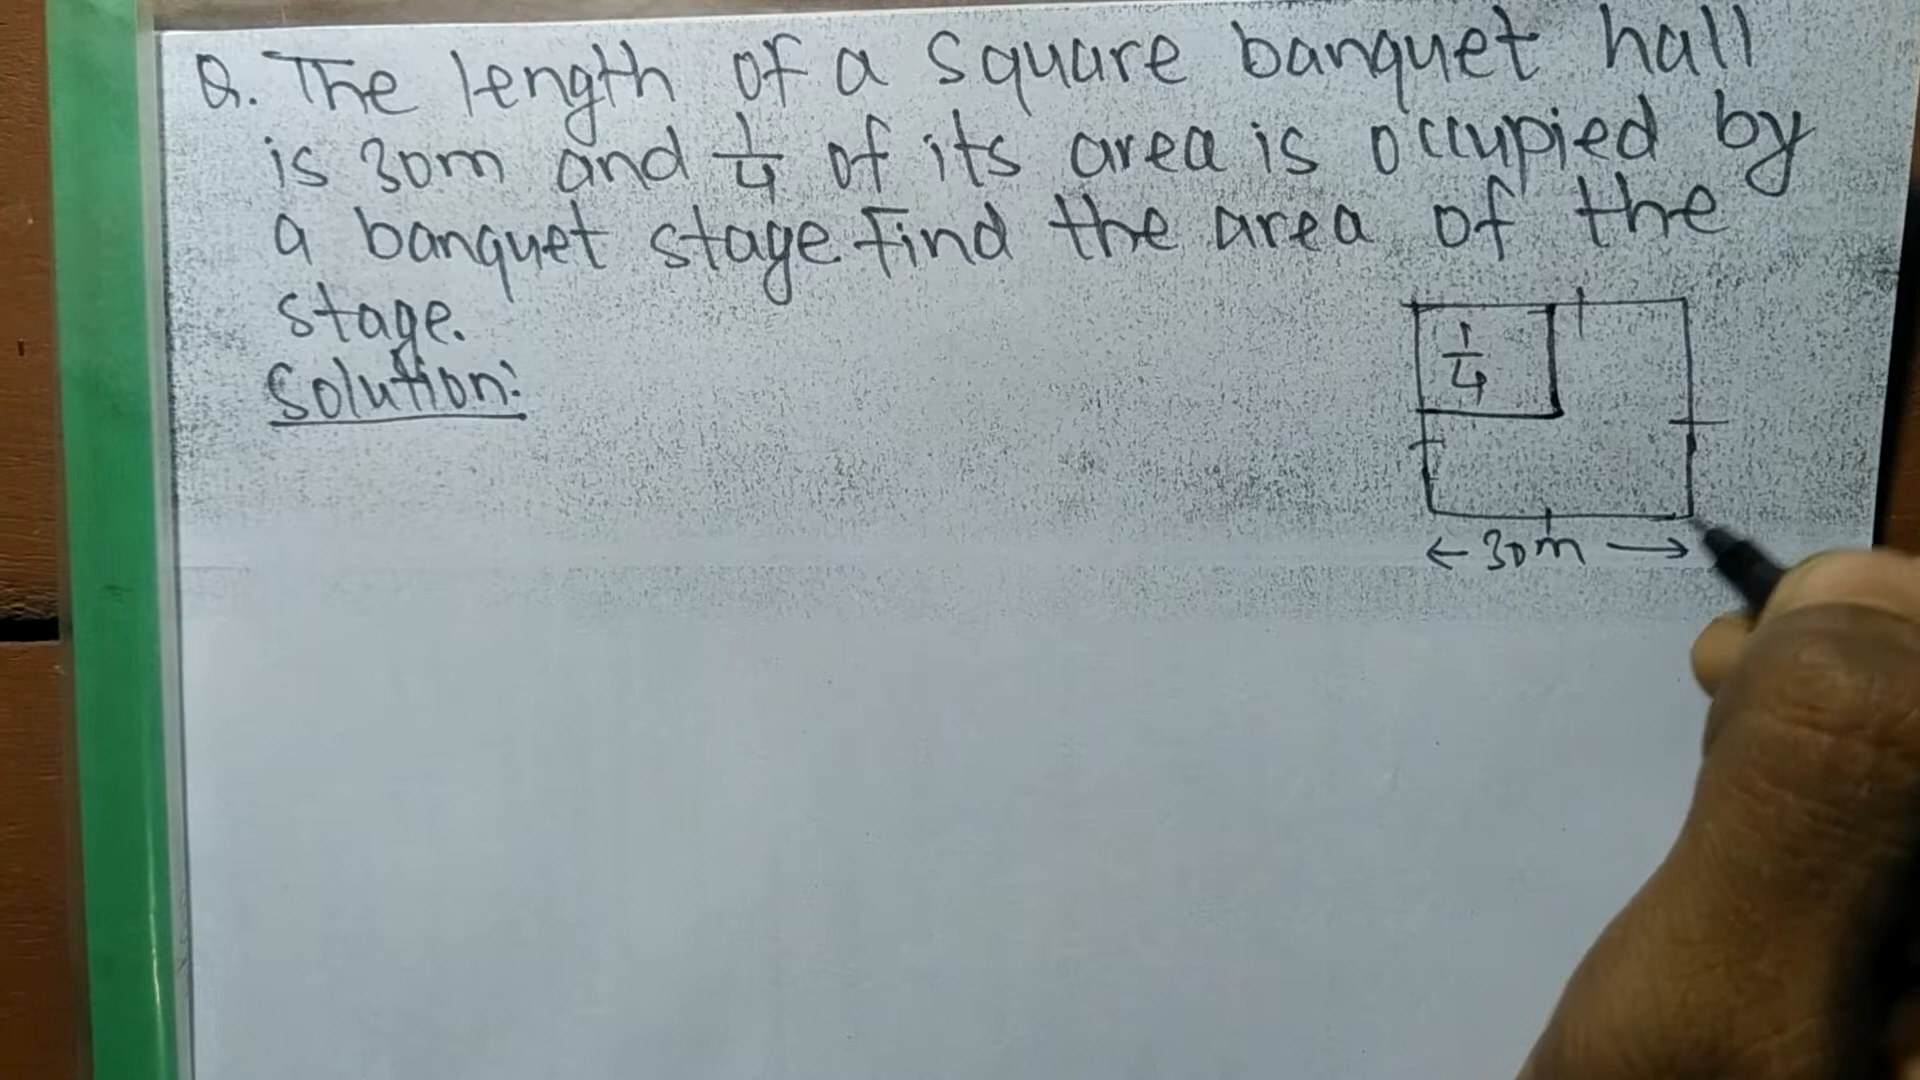 Q. The length of a square banquet hall
is 30m and 1/4 of its area is occupied by
a banquet stage Find the area of the
stage.
Solution:
1/4
← 30m →